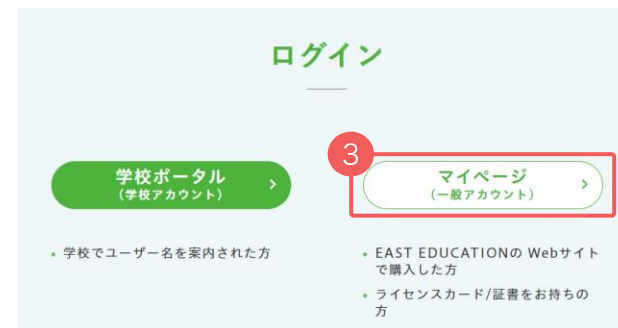 ログイン
3
学校ポータル
(学校アカウント)
マイページ
(一般アカウント)
• 学校でユーザー名を案内された方
• EAST EDUCATIONの Webサイト
で購入した方
• ライセンスカード/証書をお持ちの
方